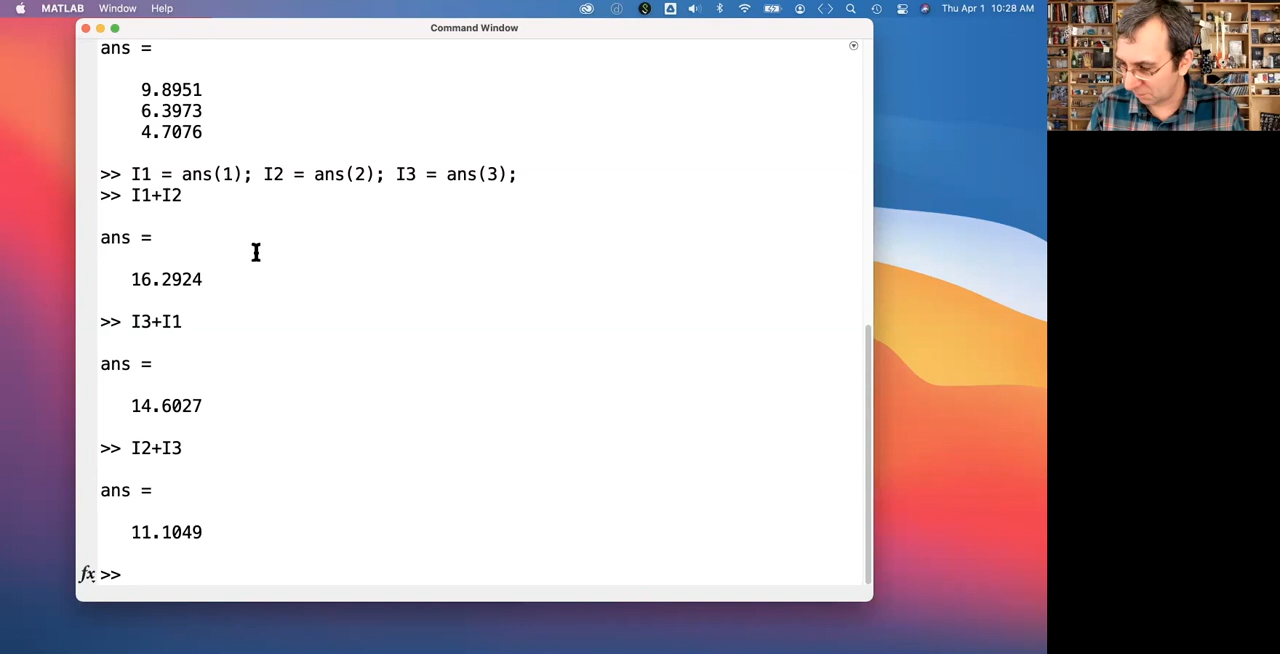 MATLAB Window Help Thu Apr 1 10:28 AM
Command Window
ans =
9.8951
6.3973
4.7076
>> I1 = ans(1); I2 = ans(2); I3 = ans(3);
>> I1+I2
ans =
16.2924
>> I3+I1
ans =
14.6027
>> I2+I3
ans =
11.1049
fx >>